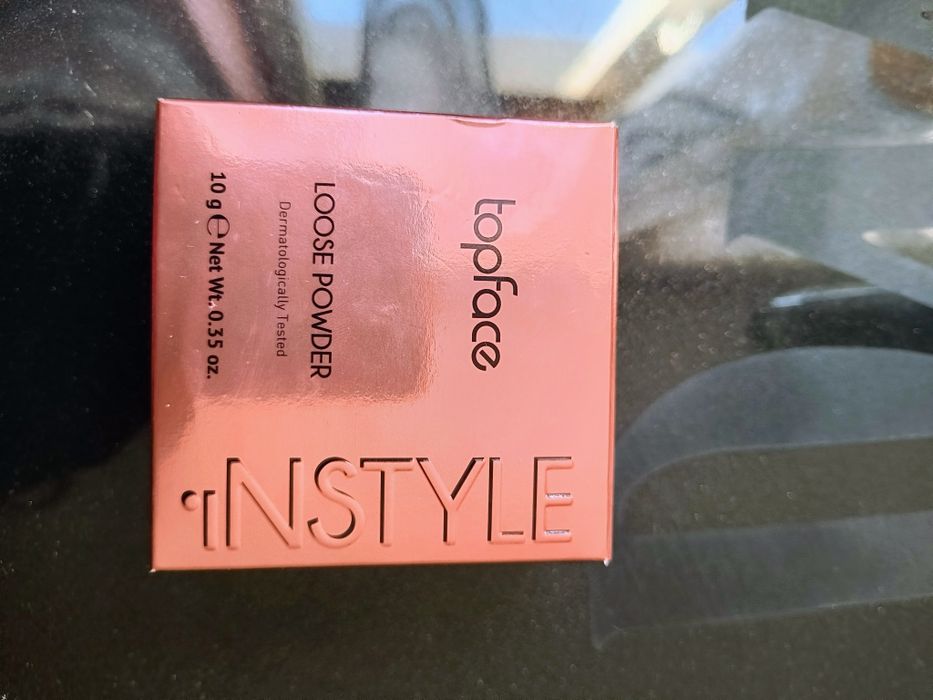 topface
LOOSE POWDER
Dermatologically Tested
10 g ℮ Net Wt. 0.35 oz.
iNSTYLE